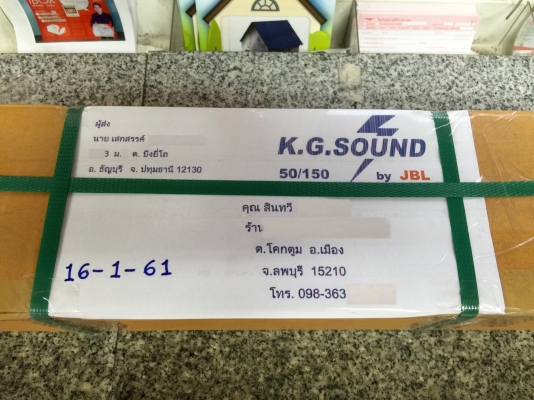 ผู้ส่ง
นาย เสกสรรค์
3 ม. ต. บึงยี่โถ
อ. ธัญบุรี จ. ปทุมธานี 12130
K.G.SOUND
50/150 by JBL
คุณ สินทวี
ร้าน
ต.โคกตูม อ.เมือง
จ.ลพบุรี 15210
โทร. 098-363
16-1-61